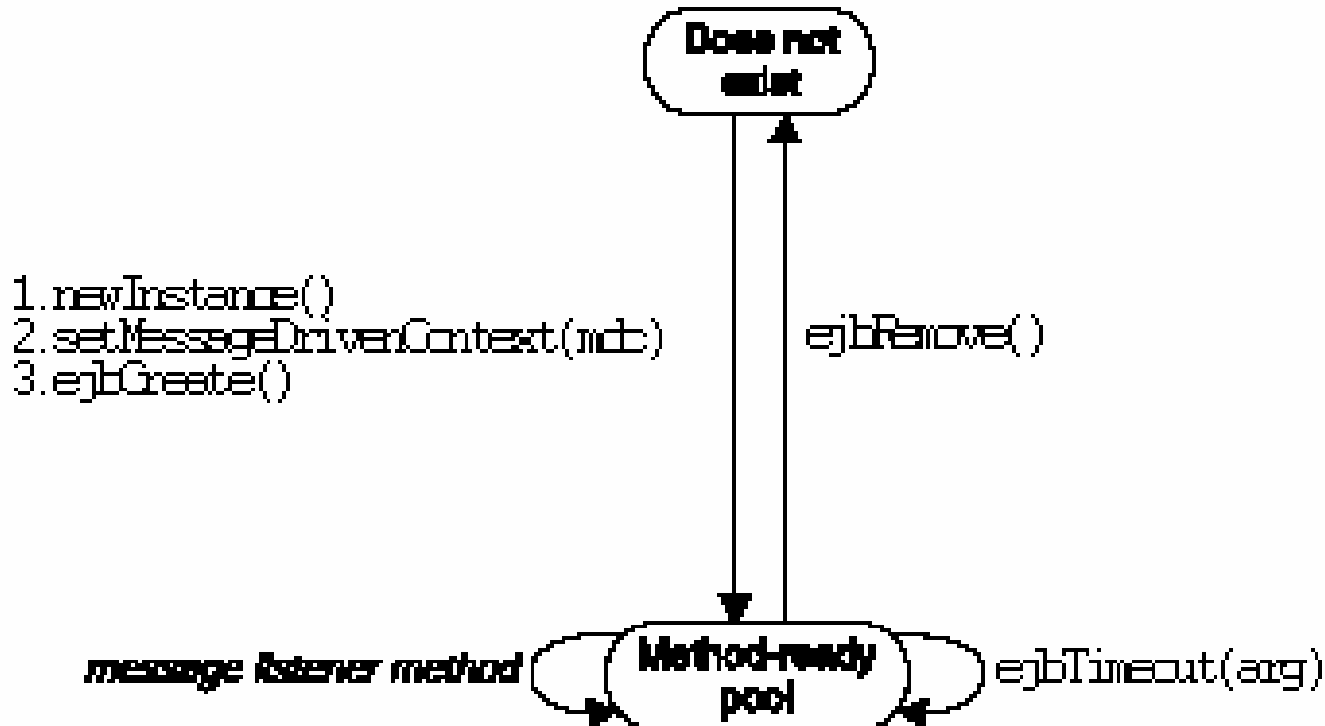 Does not
exist
1.newInstance()
2.setMessageDrivenContext(mdc)
3.ejbCreate()
ejbRemove()
message listener method
Method-ready
pool
ejbTimeout(arg)